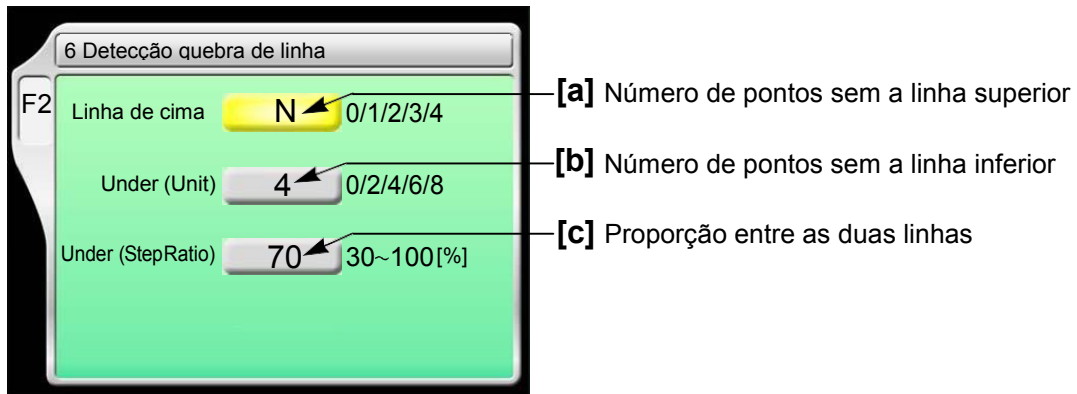 6 Detecção quebra de linha
F2
Linha de cima N 0/1/2/3/4
[a] Número de pontos sem a linha superior
Under (Unit) 4 0/2/4/6/8
[b] Número de pontos sem a linha inferior
Under (StepRatio) 70 30~100[%]
[c] Proporção entre as duas linhas